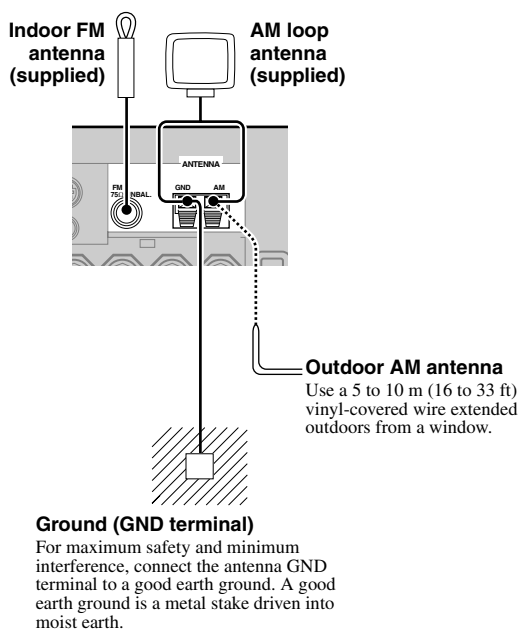 Indoor FM
antenna
(supplied)
AM loop
antenna
(supplied)
ANTENNA
GND AM
FM
75Ω NBAL.
Outdoor AM antenna
Use a 5 to 10 m (16 to 33 ft)
vinyl-covered wire extended
outdoors from a window.
Ground (GND terminal)
For maximum safety and minimum
interference, connect the antenna GND
terminal to a good earth ground. A good
earth ground is a metal stake driven into
moist earth.